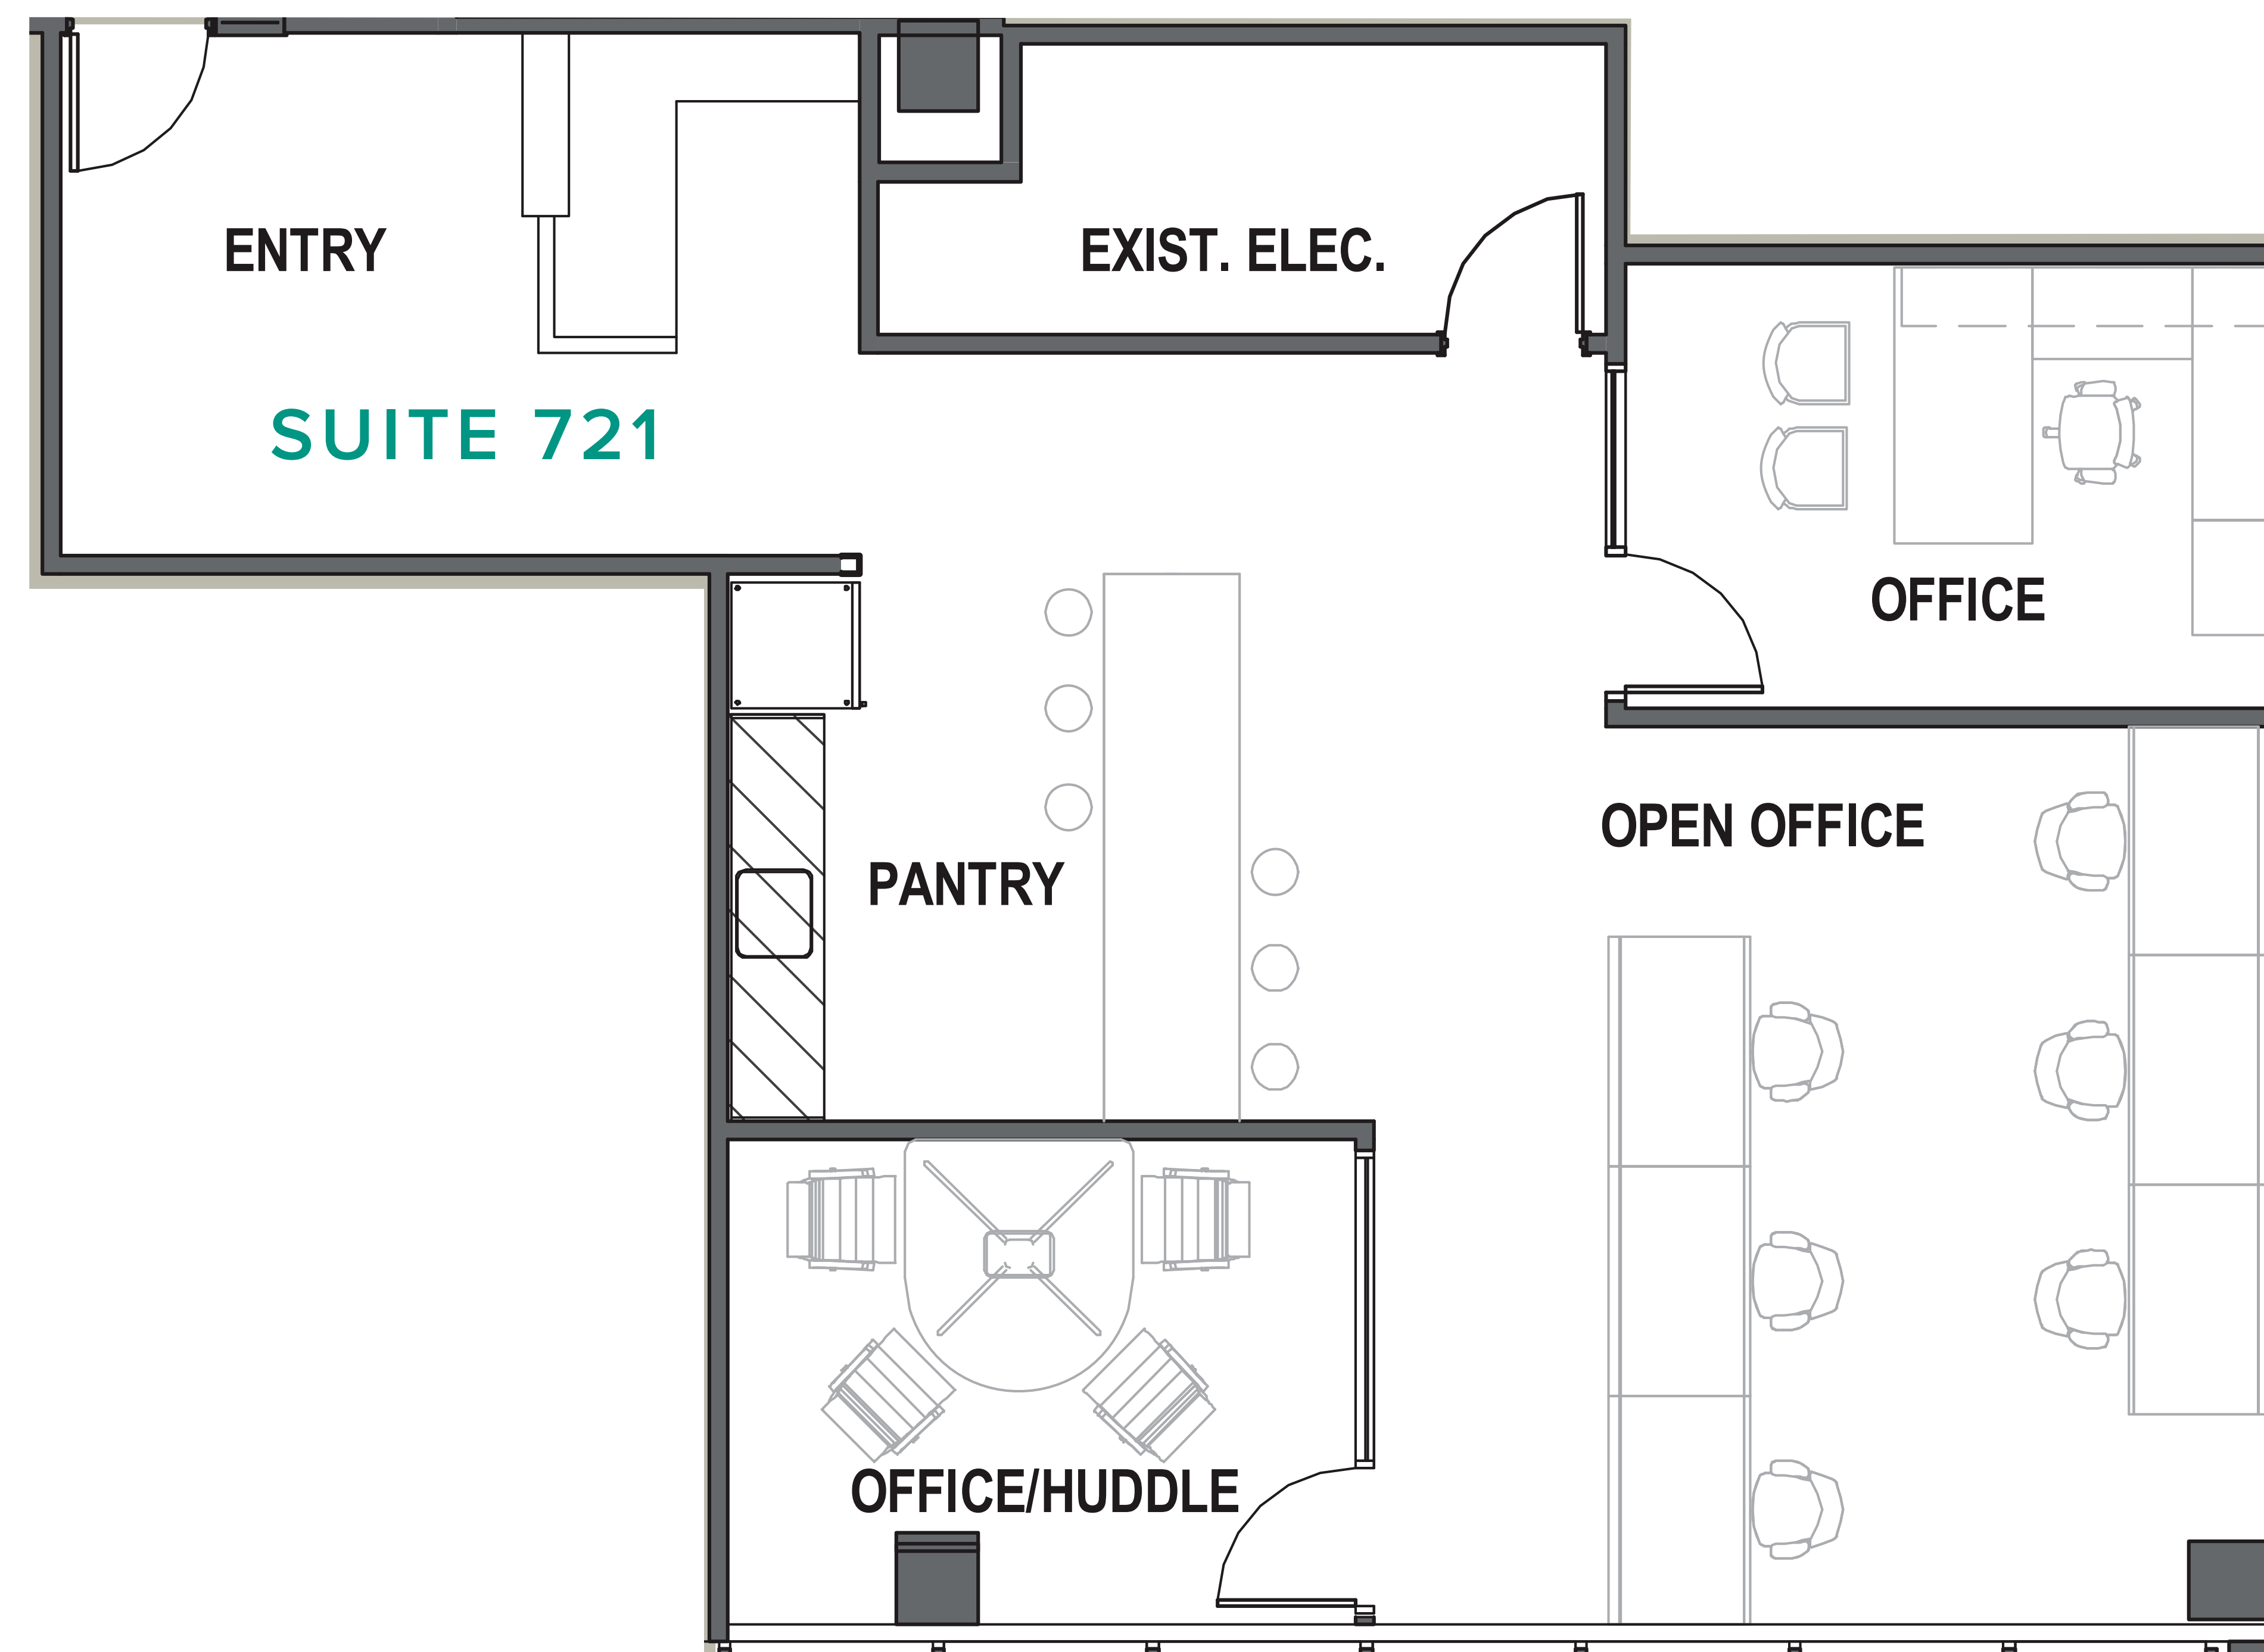 ENTRY
EXIST. ELEC.
SUITE 721
OFFICE
OPEN OFFICE
PANTRY
OFFICE/HUDDLE